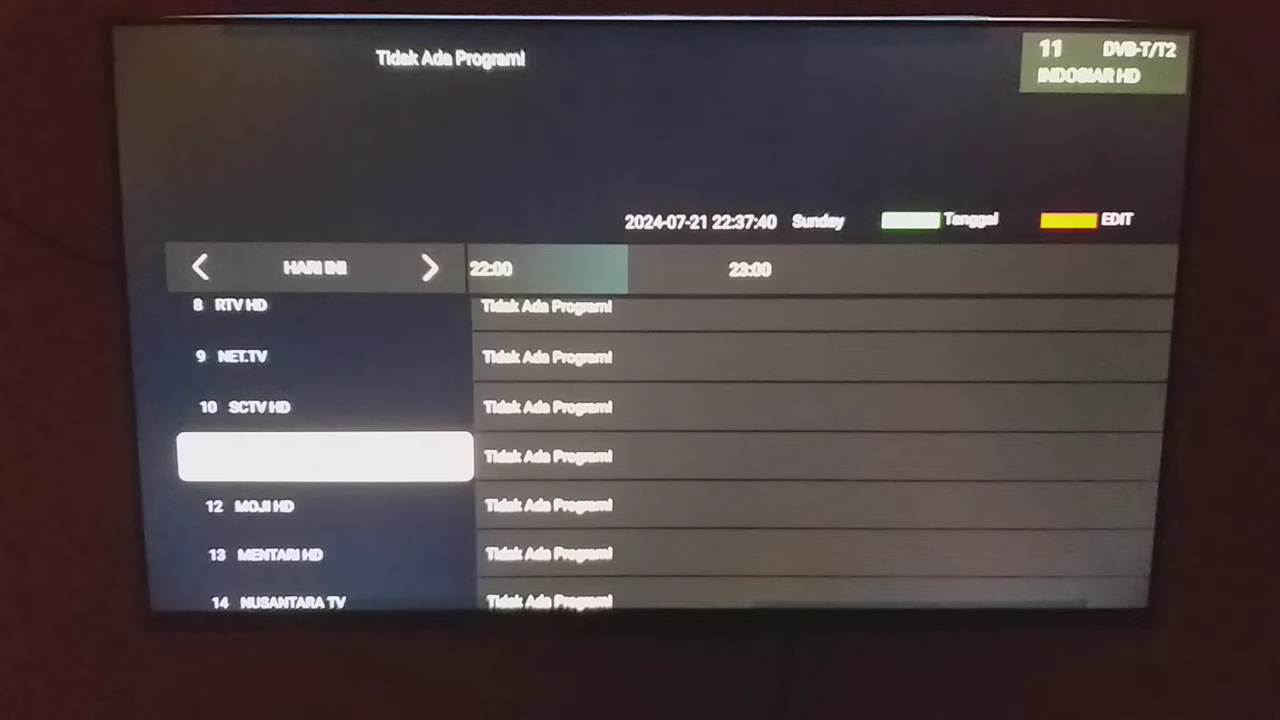 Tidak Ada Program!
11 DVB-T/T2
INDOSIAR HD
2024-07-21 22:37:40 Sunday Tanggal EDIT
HARI INI 22:00 23:00
8 RTV HD Tidak Ada Program!
9 NET.TV Tidak Ada Program!
10 SCTV HD Tidak Ada Program!
Tidak Ada Program!
12 MOJI HD Tidak Ada Program!
13 MENTARI HD Tidak Ada Program!
14 NUSANTARA TV Tidak Ada Program!